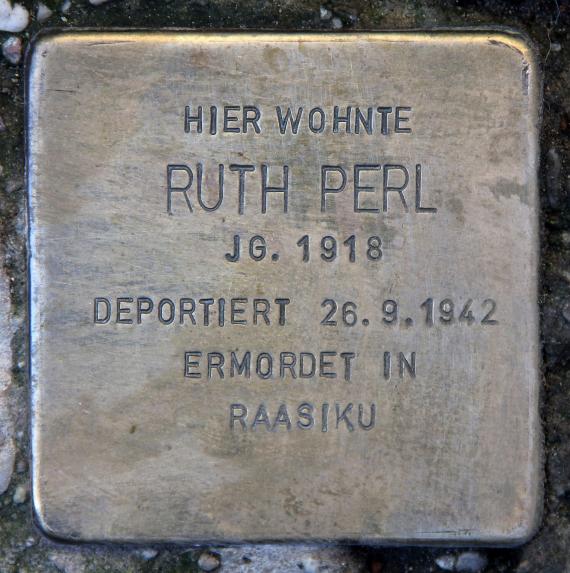 HIER WOHNTE
RUTH PERL
JG. 1918
DEPORTIERT 26.9.1942
ERMORDET IN
RAASIKU